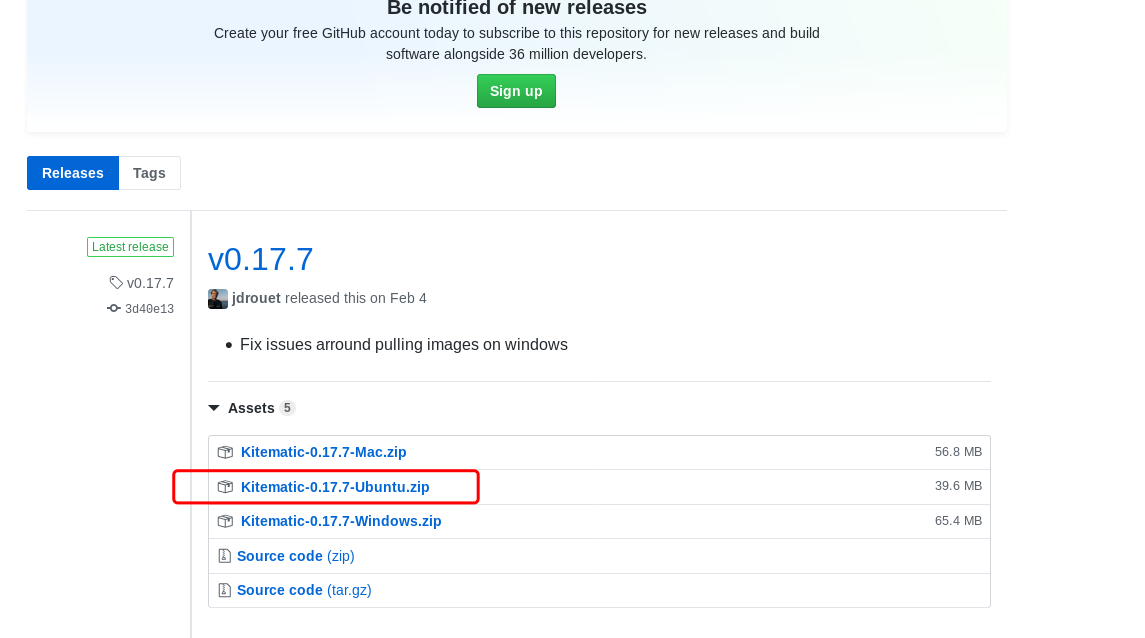 Be notified of new releases
Create your free GitHub account today to subscribe to this repository for new releases and build
software alongside 36 million developers.
Sign up
Releases Tags
Latest release
v0.17.7
3d40e13
v0.17.7
jdrouet released this on Feb 4
Fix issues arround pulling images on windows
Assets 5
Kitematic-0.17.7-Mac.zip 56.8 MB
Kitematic-0.17.7-Ubuntu.zip 39.6 MB
Kitematic-0.17.7-Windows.zip 65.4 MB
Source code (zip)
Source code (tar.gz)